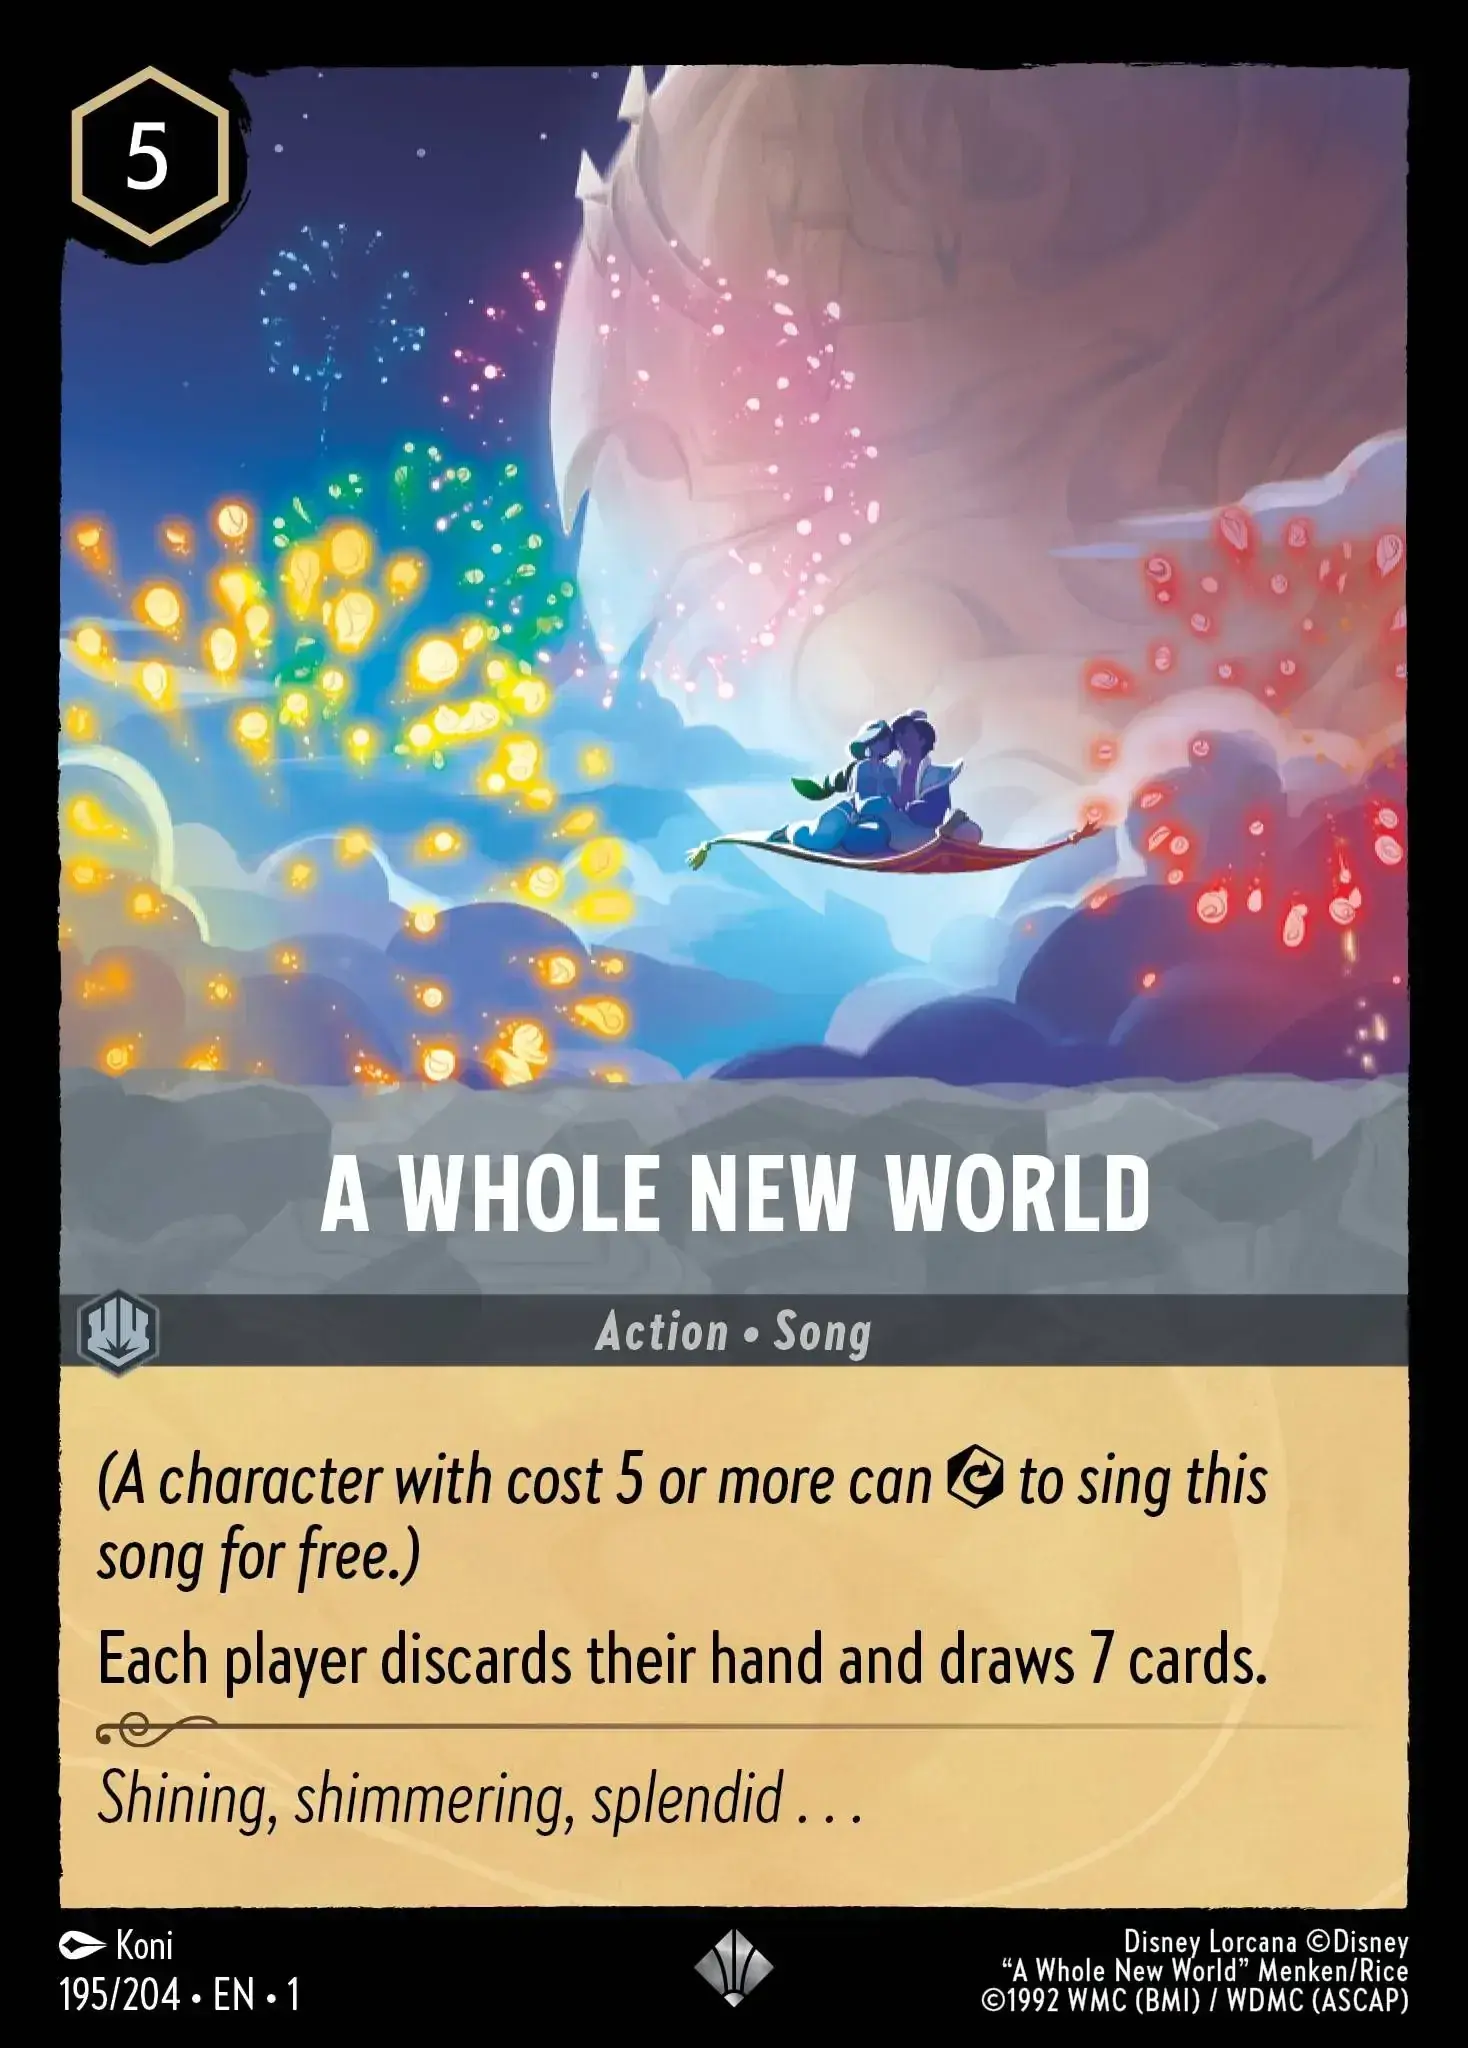 5
A WHOLE NEW WORLD
Action • Song
(A character with cost 5 or more can to sing this
song for free.)
Each player discards their hand and draws 7 cards.
Shining, shimmering, splendid . . .
Koni
195/204 • EN • 1
Disney Lorcana ©Disney
“A Whole New World” Menken/Rice
©1992 WMC (BMI) / WDMC (ASCAP)